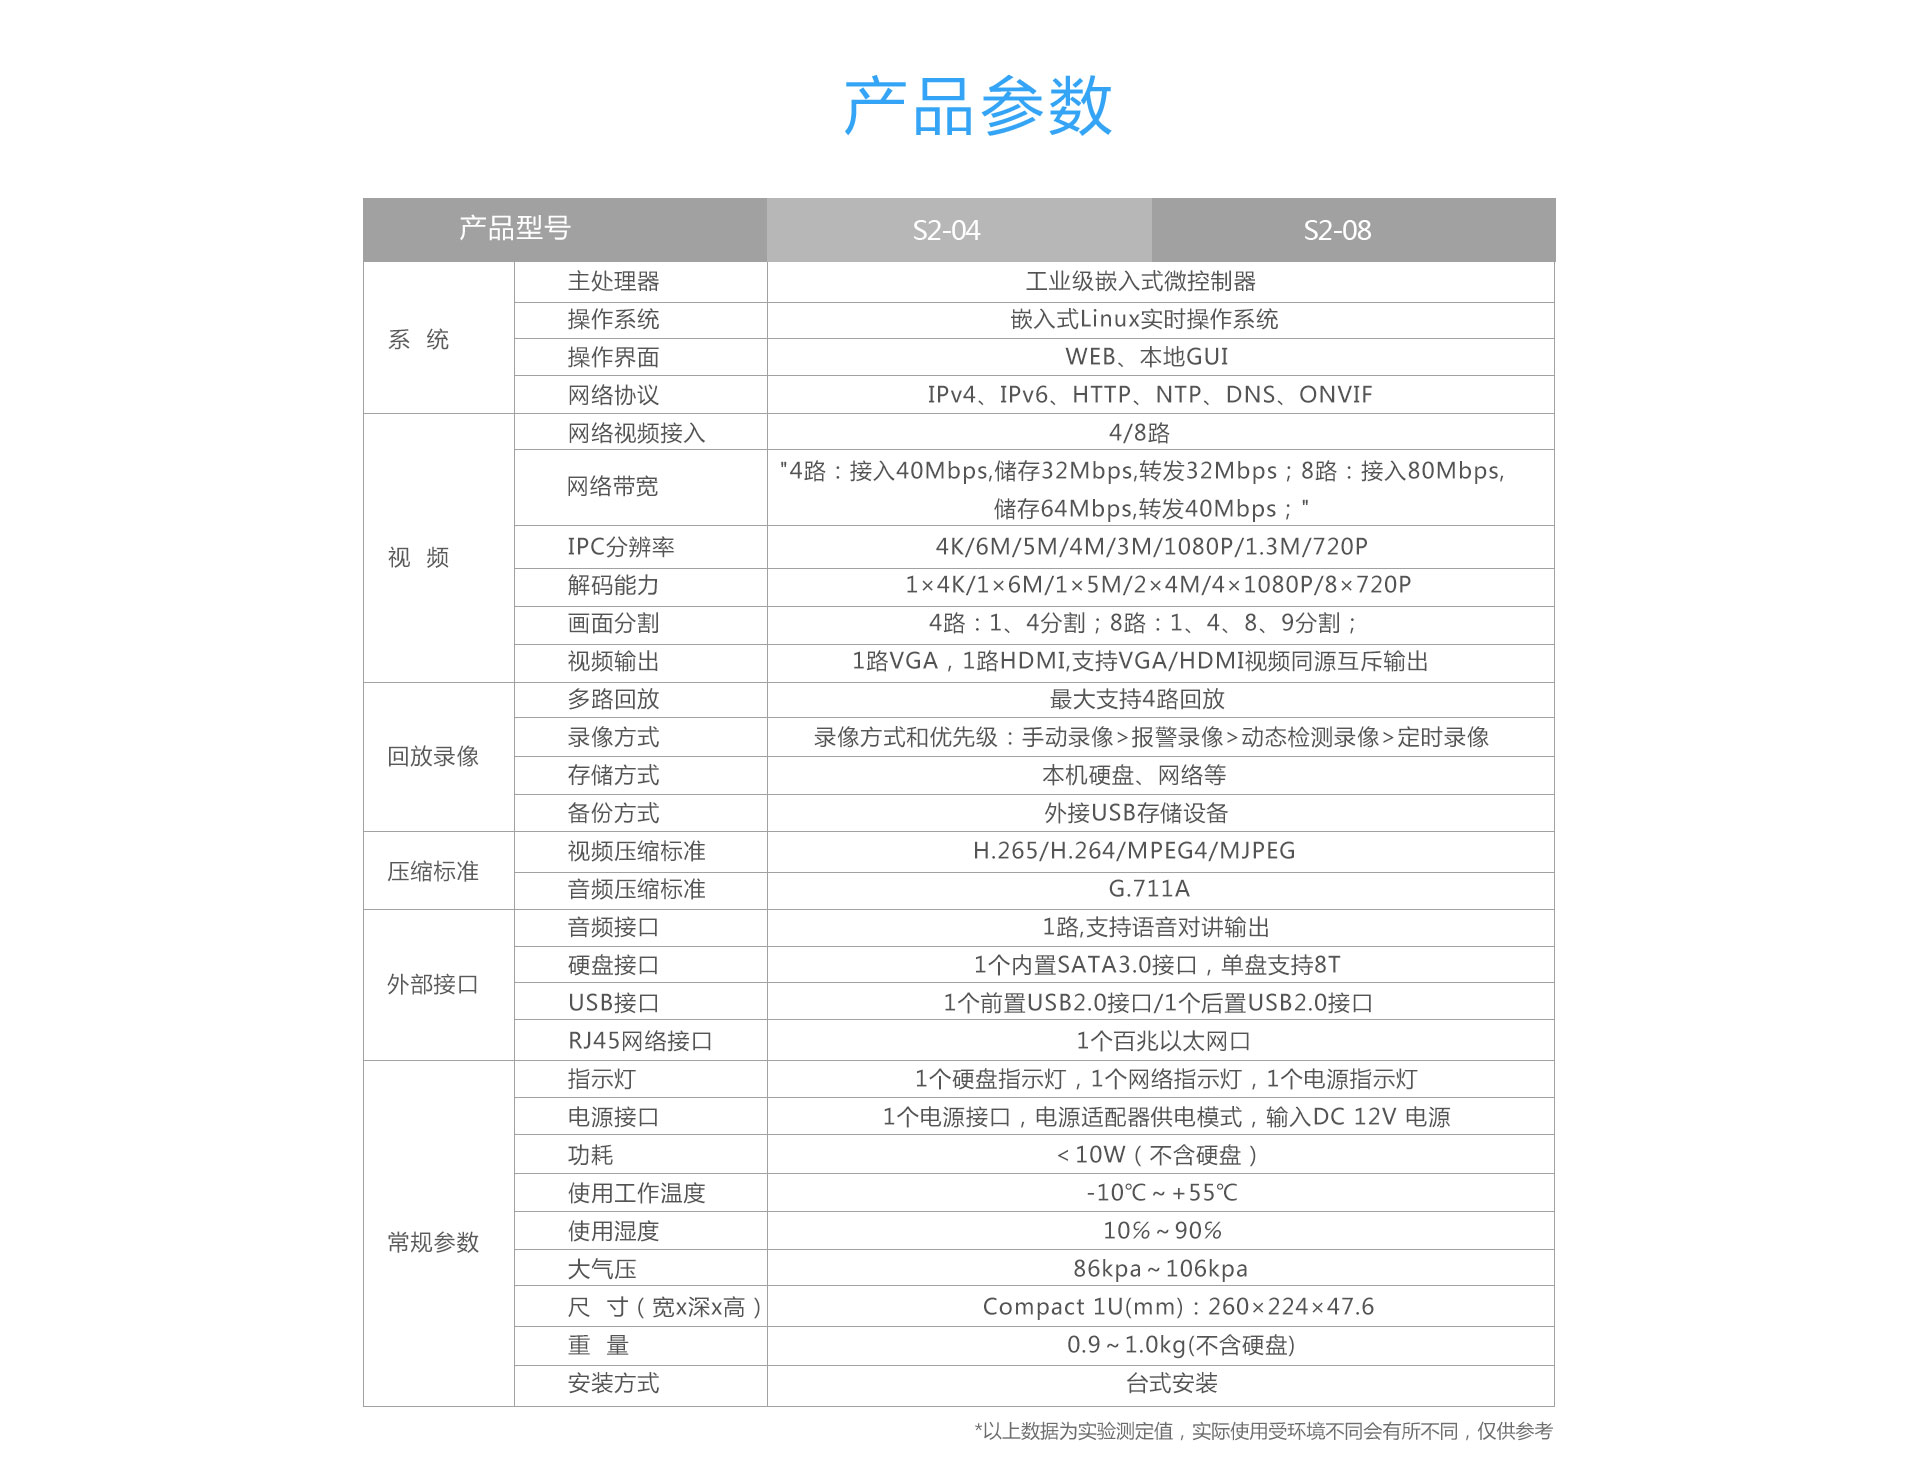 产品参数
产品型号 S2-04 S2-08
系 统
主处理器 工业级嵌入式微控制器
操作系统 嵌入式Linux实时操作系统
操作界面 WEB、本地GUI
网络协议 IPv4、IPv6、HTTP、NTP、DNS、ONVIF
视 频
网络视频接入 4/8路
网络带宽 "4路：接入40Mbps,储存32Mbps,转发32Mbps；8路：接入80Mbps,
储存64Mbps,转发40Mbps；"
IPC分辨率 4K/6M/5M/4M/3M/1080P/1.3M/720P
解码能力 1×4K/1×6M/1×5M/2×4M/4×1080P/8×720P
画面分割 4路：1、4分割；8路：1、4、8、9分割；
视频输出 1路VGA，1路HDMI,支持VGA/HDMI视频同源互斥输出
回放录像
多路回放 最大支持4路回放
录像方式 录像方式和优先级：手动录像>报警录像>动态检测录像>定时录像
存储方式 本机硬盘、网络等
备份方式 外接USB存储设备
压缩标准
视频压缩标准 H.265/H.264/MPEG4/MJPEG
音频压缩标准 G.711A
外部接口
音频接口 1路,支持语音对讲输出
硬盘接口 1个内置SATA3.0接口，单盘支持8T
USB接口 1个前置USB2.0接口/1个后置USB2.0接口
RJ45网络接口 1个百兆以太网口
常规参数
指示灯 1个硬盘指示灯，1个网络指示灯，1个电源指示灯
电源接口 1个电源接口，电源适配器供电模式，输入DC 12V 电源
功耗 ＜10W（不含硬盘）
使用工作温度 -10℃～+55℃
使用湿度 10%～90%
大气压 86kpa～106kpa
尺 寸（宽x深x高） Compact 1U(mm)：260×224×47.6
重 量 0.9～1.0kg(不含硬盘)
安装方式 台式安装
*以上数据为实验测定值，实际使用受环境不同会有所不同，仅供参考